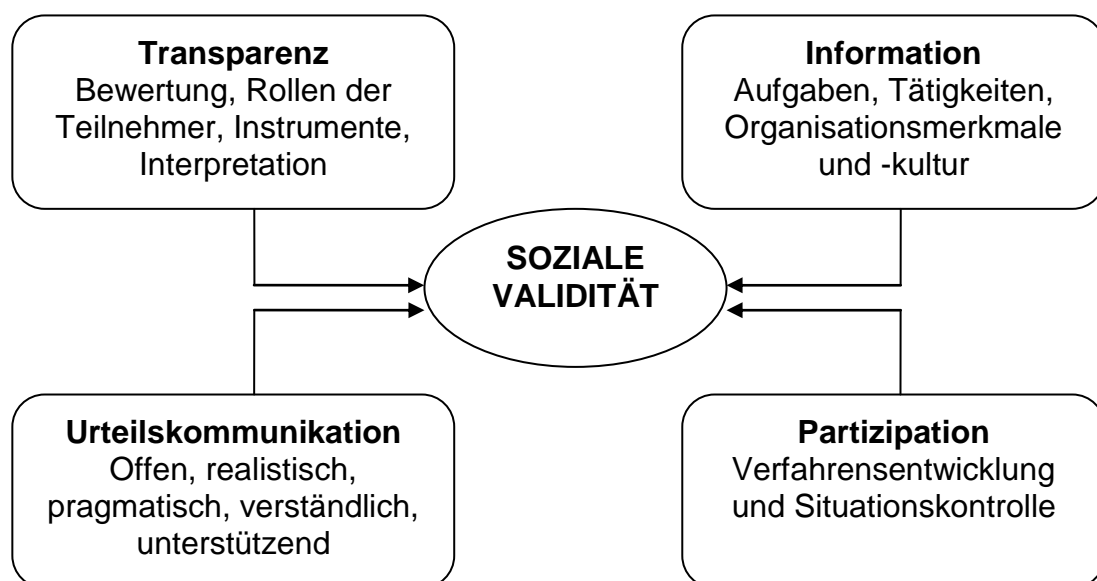 Transparenz
Bewertung, Rollen der
Teilnehmer, Instrumente,
Interpretation
Information
Aufgaben, Tätigkeiten,
Organisationsmerkmale
und -kultur
SOZIALE
VALIDITÄT
Urteilskommunikation
Offen, realistisch,
pragmatisch, verständlich,
unterstützend
Partizipation
Verfahrensentwicklung
und Situationskontrolle